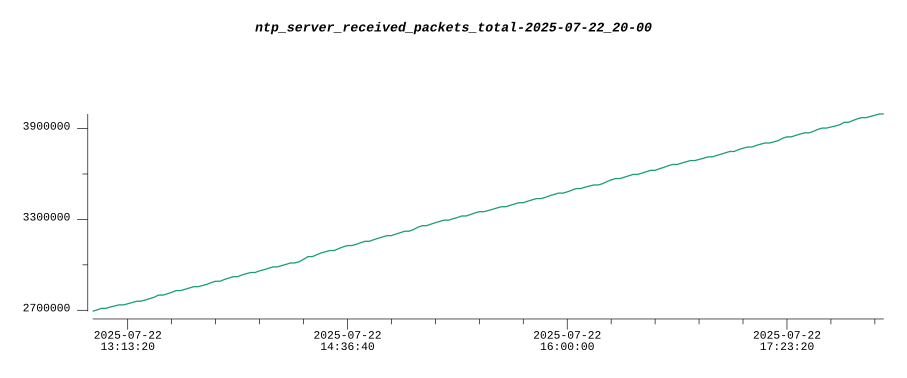 ntp_server_received_packets_total-2025-07-22_20-00
3900000
3300000
2700000
2025-07-22 2025-07-22 2025-07-22 2025-07-22
13:13:20 14:36:40 16:00:00 17:23:20